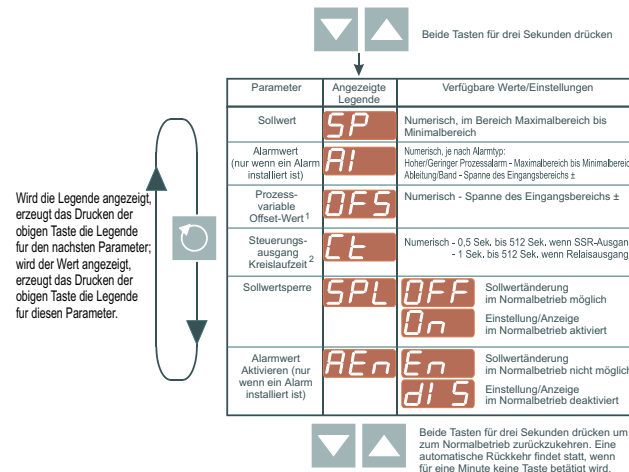 Beide Tasten für drei Sekunden drücken
Parameter
Angezeigte
Legende
Verfügbare Werte/Einstellungen
Sollwert
SP
Numerisch, im Bereich Maximalbereich bis
Minimalbereich
Alarmwert
(nur wenn ein Alarm
installiert ist)
Al
Numerisch, je nach Alarmtyp:
Hoher/Geringer Prozessalarm - Maximalbereich bis Minimalbereic
Ableitung/Band - Spanne des Eingangsbereichs ±
Prozess-
variable
Offset-Wert 1
OFS
Numerisch - Spanne des Eingangsbereichs ±
Steuerungs-
ausgang
Kreislaufzeit 2
Ct
Numerisch - 0,5 Sek. bis 512 Sek. wenn SSR-Ausgan
- 1 Sek. bis 512 Sek. wenn Relaisausgang
Sollwertsperre
SPL
OFF
Sollwertänderung
im Normalbetrieb möglich
On
Einstellung/Anzeige
im Normalbetrieb aktiviert
Alarmwert
Aktivieren (nur
wenn ein Alarm
installiert ist)
AEn
En
Sollwertänderung
im Normalbetrieb nicht möglich
dI S
Einstellung/Anzeige
im Normalbetrieb deaktiviert
Wird die Legende angezeigt,
erzeugt das Drucken der
obigen Taste die Legende
fur den nachsten Parameter;
wird der Wert angezeigt,
erzeugt das Drucken der
obigen Taste die Legende
fur diesen Parameter.
Beide Tasten für drei Sekunden drücken um
zum Normalbetrieb zurückzukehren. Eine
automatische Rückkehr findet statt, wenn
für eine Minute keine Taste betätigt wird.